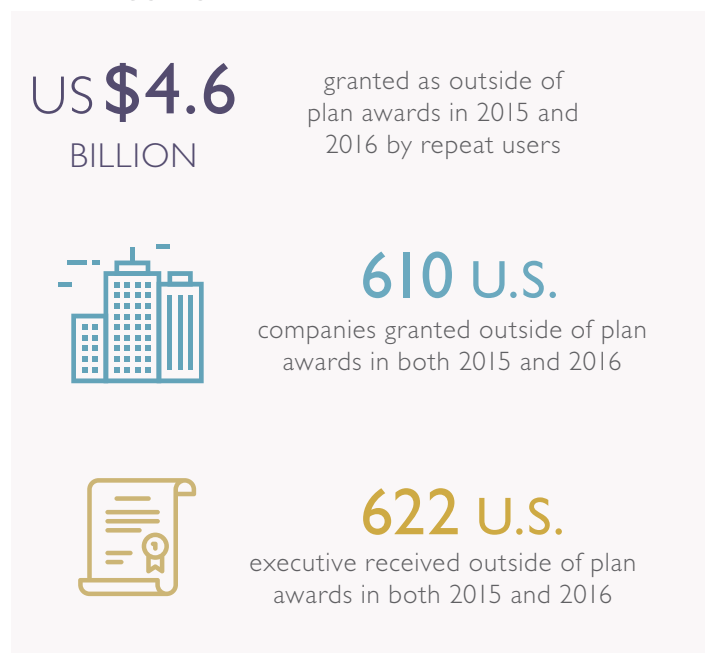 US $4.6
BILLION
granted as outside of
plan awards in 2015 and
2016 by repeat users
610 U.S.
companies granted outside of plan
awards in both 2015 and 2016
1
622 U.S.
executive received outside of plan
awards in both 2015 and 2016